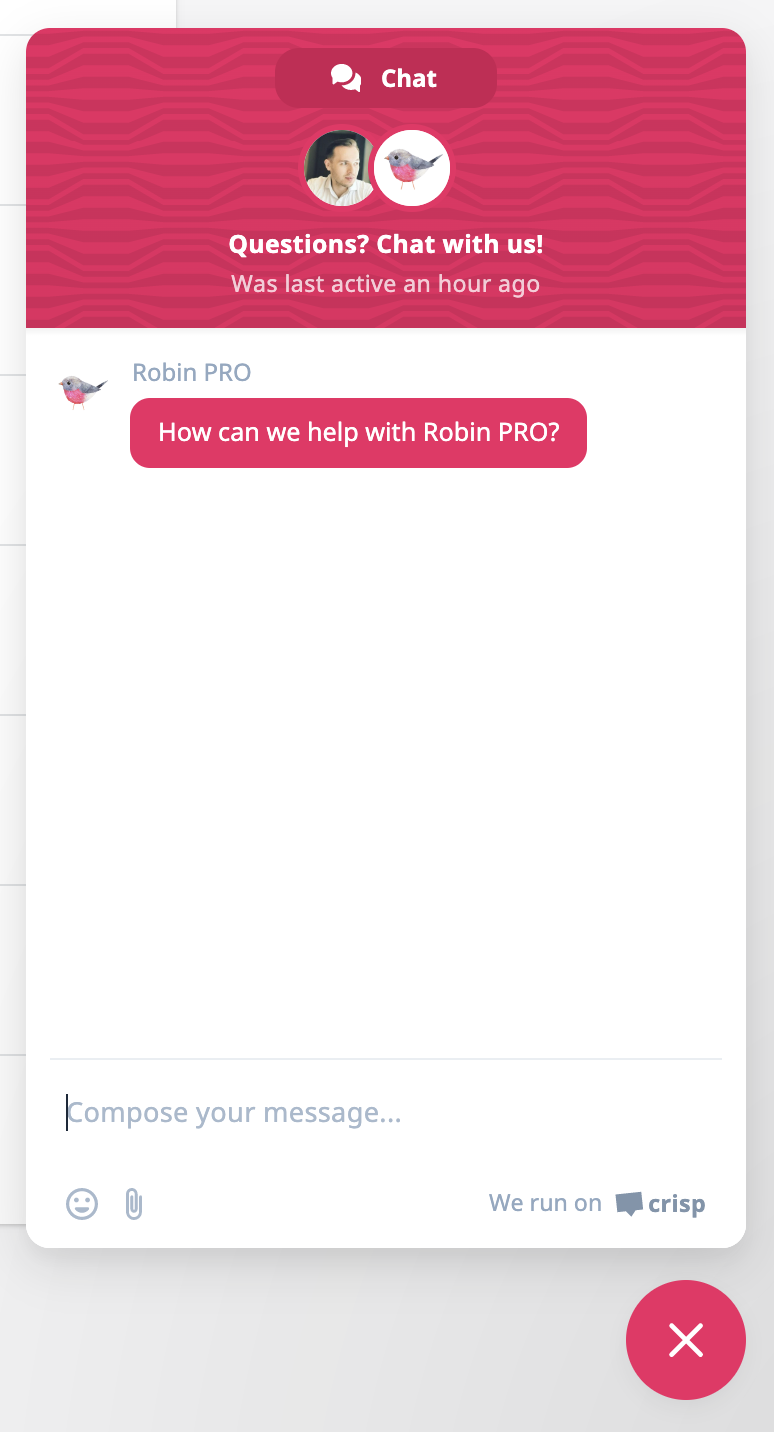 Chat
Questions? Chat with us!
Was last active an hour ago
Robin PRO
How can we help with Robin PRO?
Compose your message...
We run on crisp